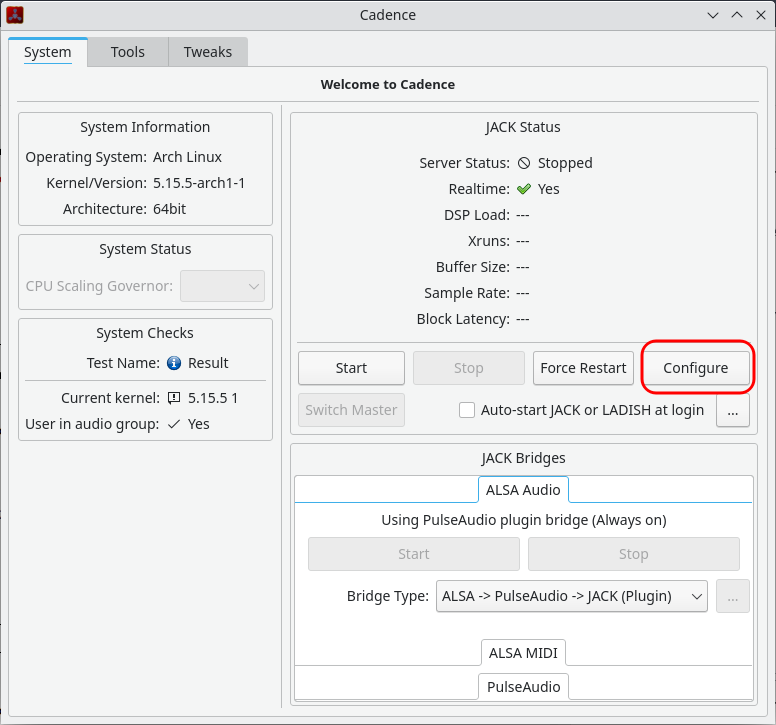 Cadence
System Tools Tweaks
Welcome to Cadence
System Information
Operating System: Arch Linux
Kernel/Version: 5.15.5-arch1-1
Architecture: 64bit
System Status
CPU Scaling Governor:
System Checks
Test Name: Result
Current kernel: 5.15.5 1
User in audio group: Yes
JACK Status
Server Status: Stopped
Realtime: Yes
DSP Load: ---
Xruns: ---
Buffer Size: ---
Sample Rate: ---
Block Latency: ---
Start Stop Force Restart Configure
Switch Master Auto-start JACK or LADISH at login ...
JACK Bridges
ALSA Audio
Using PulseAudio plugin bridge (Always on)
Start Stop
Bridge Type: ALSA -> PulseAudio -> JACK (Plugin) ...
ALSA MIDI
PulseAudio